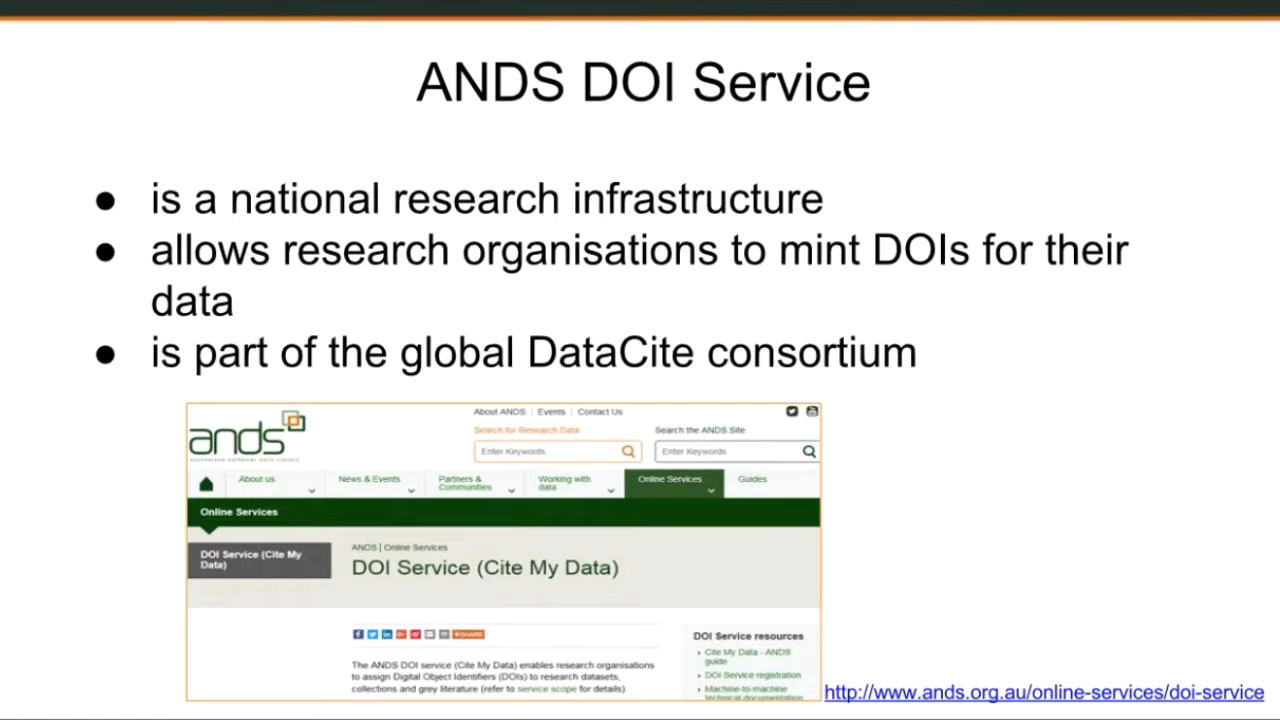 ANDS DOI Service
● is a national research infrastructure
● allows research organisations to mint DOIs for their
data
● is part of the global DataCite consortium
About ANDS | Events | Contact Us
ands
AUSTRALIAN NATIONAL DATA SERVICE
Search for Research Data
Search the ANDS Site
Enter Keywords
Enter Keywords
About us
News & Events
Partners &
Communities
Working with
data
Online Services
Guides
Online Services
DOI Service (Cite My
Data)
ANDS | Online Services
DOI Service (Cite My Data)
SHARE
The ANDS DOI service (Cite My Data) enables research organisations
to assign Digital Object Identifiers (DOIs) to research datasets,
collections and grey literature (refer to service scope for details).
DOI Service resources
› Cite My Data - ANDS
guide
› DOI Service registration
› Machine-to-machine
technical documentation
http://www.ands.org.au/online-services/doi-service